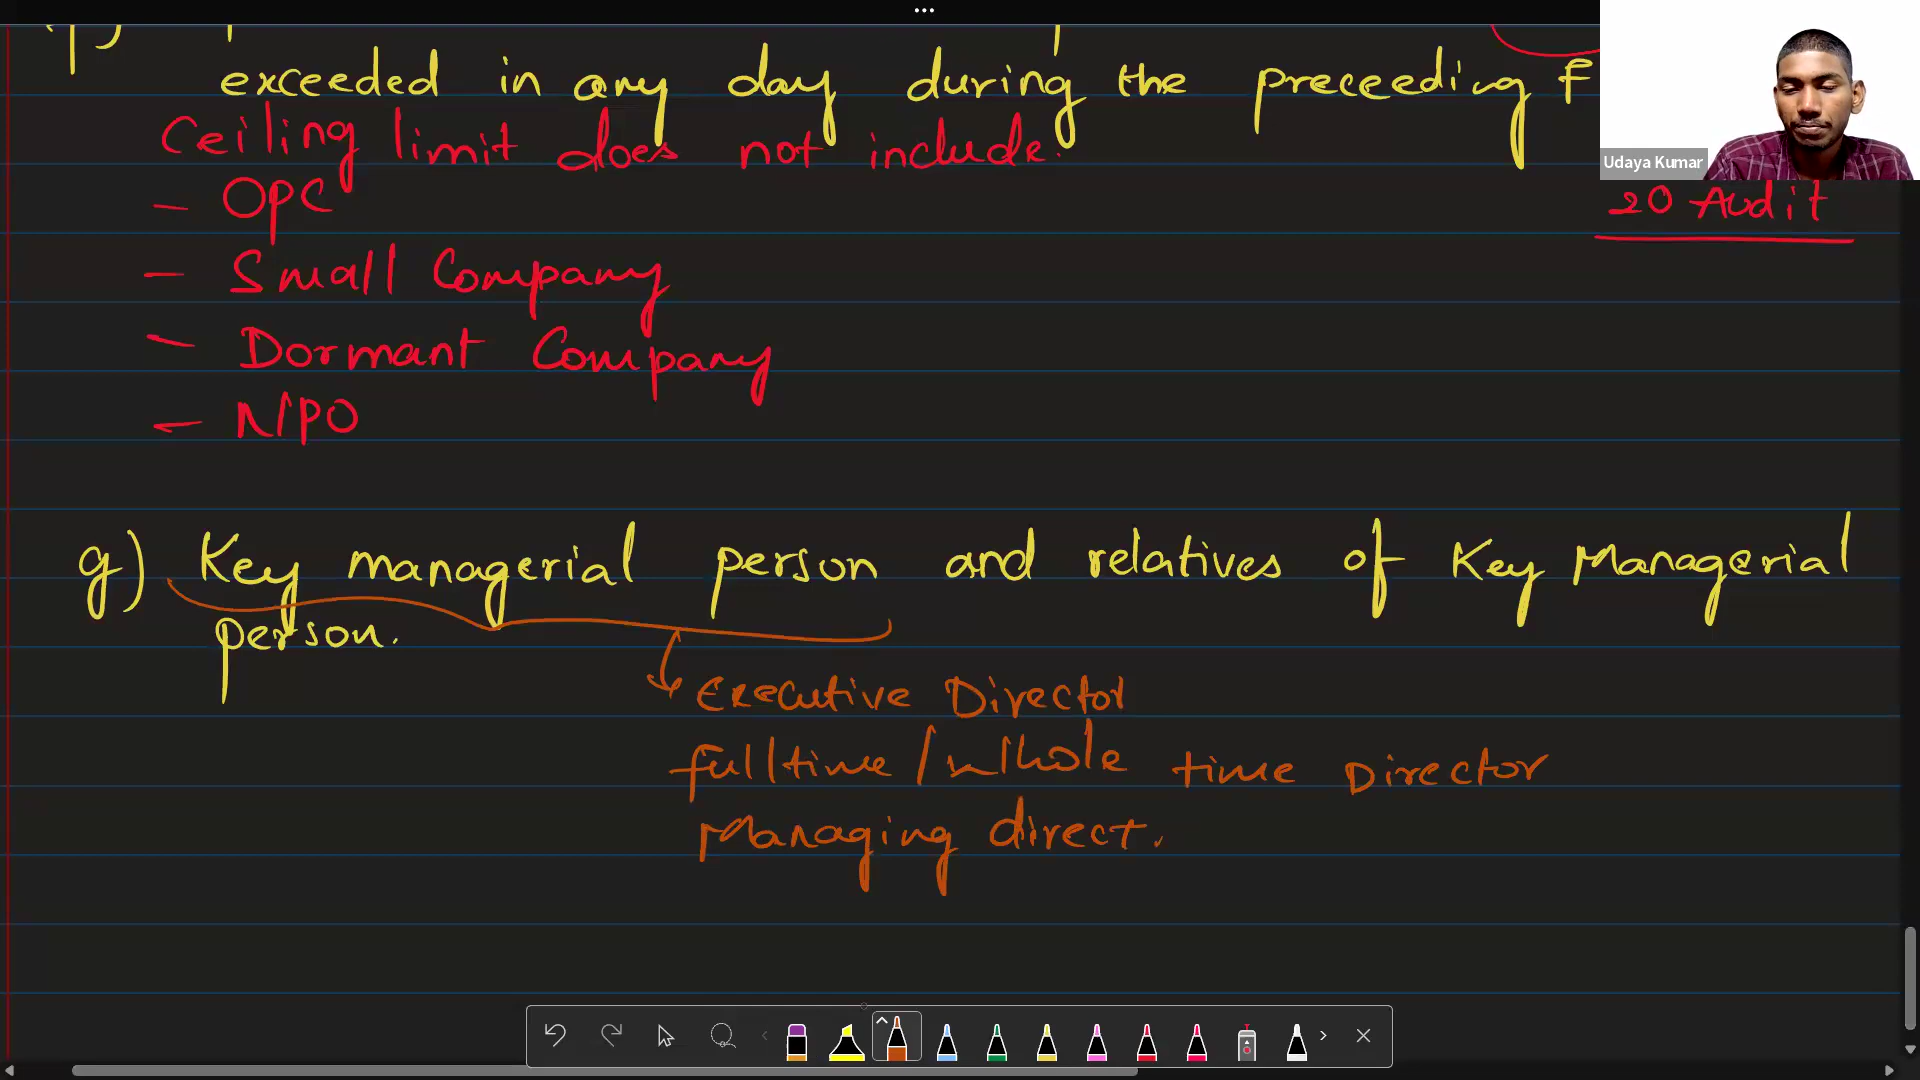 exceeded in any day during the preceeding F
Ceiling limit does not include.
- OPC
- Small Company
- Dormant Company
- NPO
Udaya Kumar
20 Audit
g) Key managerial person and relatives of Key Managerial
person.
Executive Director
fulltime / whole time Director
Managing direct.